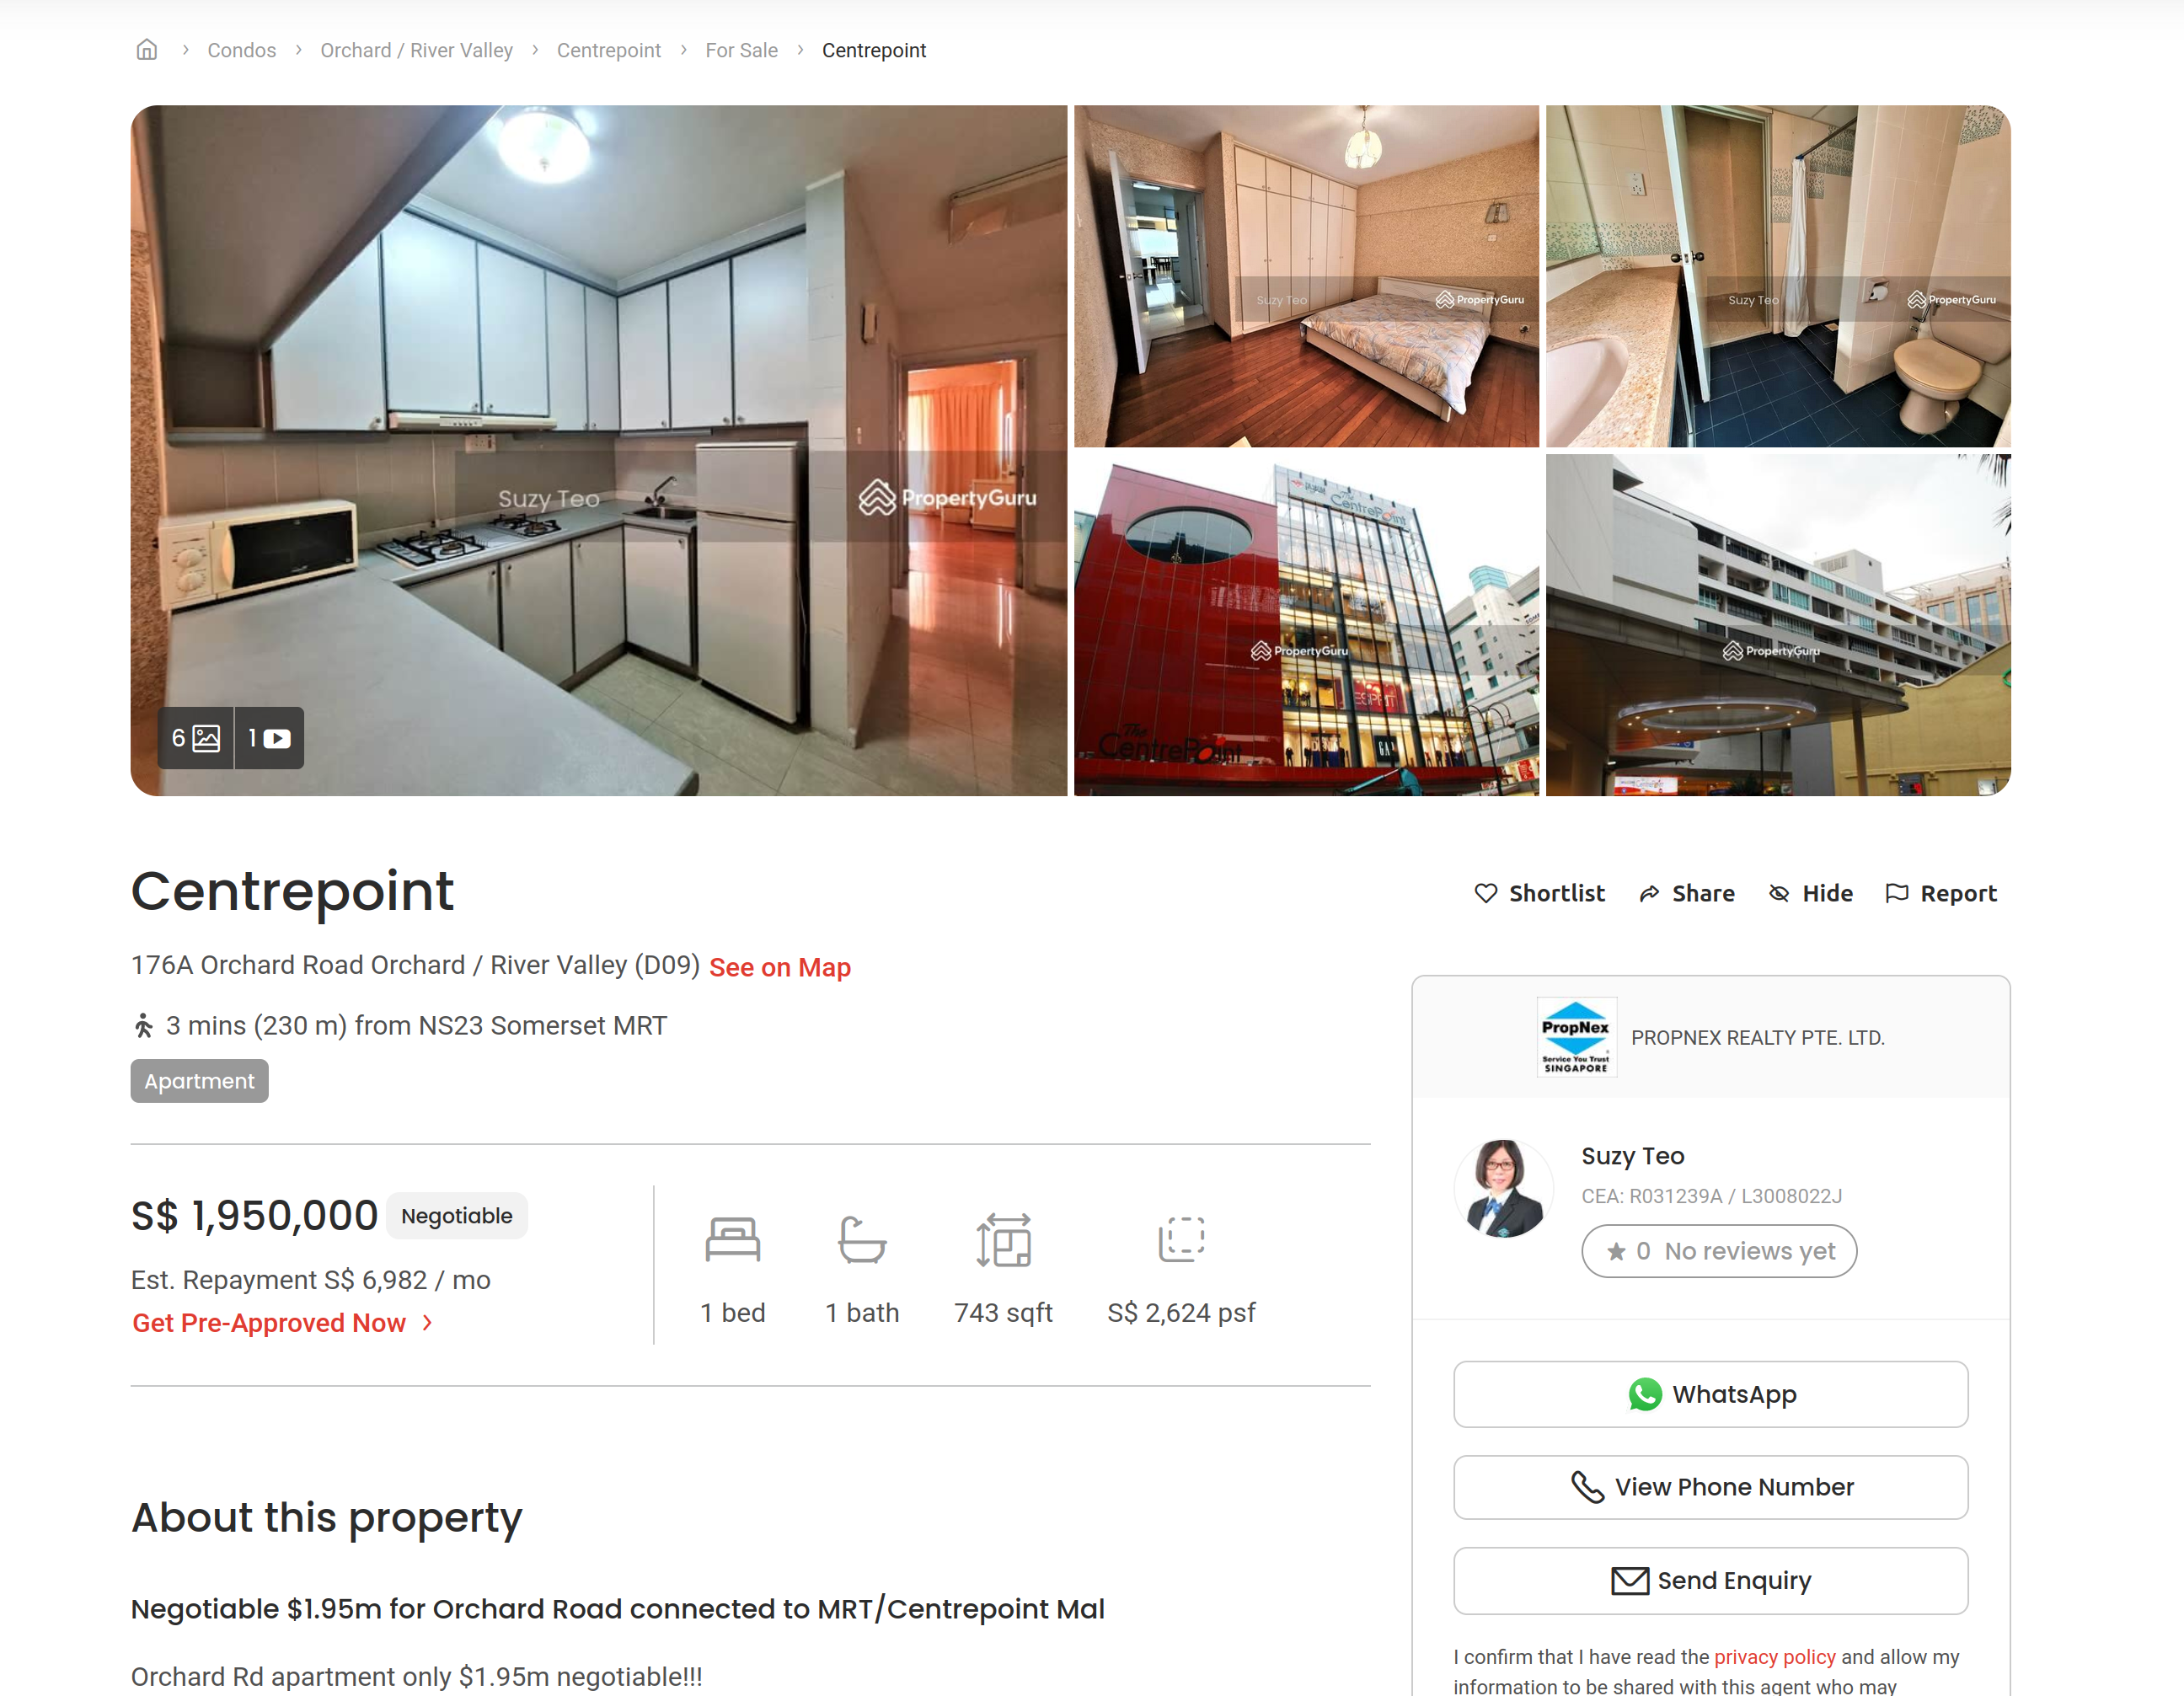 Condos > Orchard / River Valley > Centrepoint > For Sale > Centrepoint
Suzy Teo
PropertyGuru
6
1
Suzy Teo
PropertyGuru
Suzy Teo
PropertyGuru
The
CentrePoint
ESPRIT
GAP
The
CentrePoint
PropertyGuru
PropertyGuru
Centrepoint
Shortlist
Share
Hide
Report
176A Orchard Road Orchard / River Valley (D09) See on Map
3 mins (230 m) from NS23 Somerset MRT
Apartment
S$ 1,950,000 Negotiable
Est. Repayment S$ 6,982 / mo
Get Pre-Approved Now >
1 bed
1 bath
743 sqft
S$ 2,624 psf
About this property
Negotiable $1.95m for Orchard Road connected to MRT/Centrepoint Mal
Orchard Rd apartment only $1.95m negotiable!!!
PropNex
Service You Trust
SINGAPORE
PROPNEX REALTY PTE. LTD.
Suzy Teo
CEA: R031239A / L3008022J
0 No reviews yet
WhatsApp
View Phone Number
Send Enquiry
I confirm that I have read the privacy policy and allow my
information to be shared with this agent who may